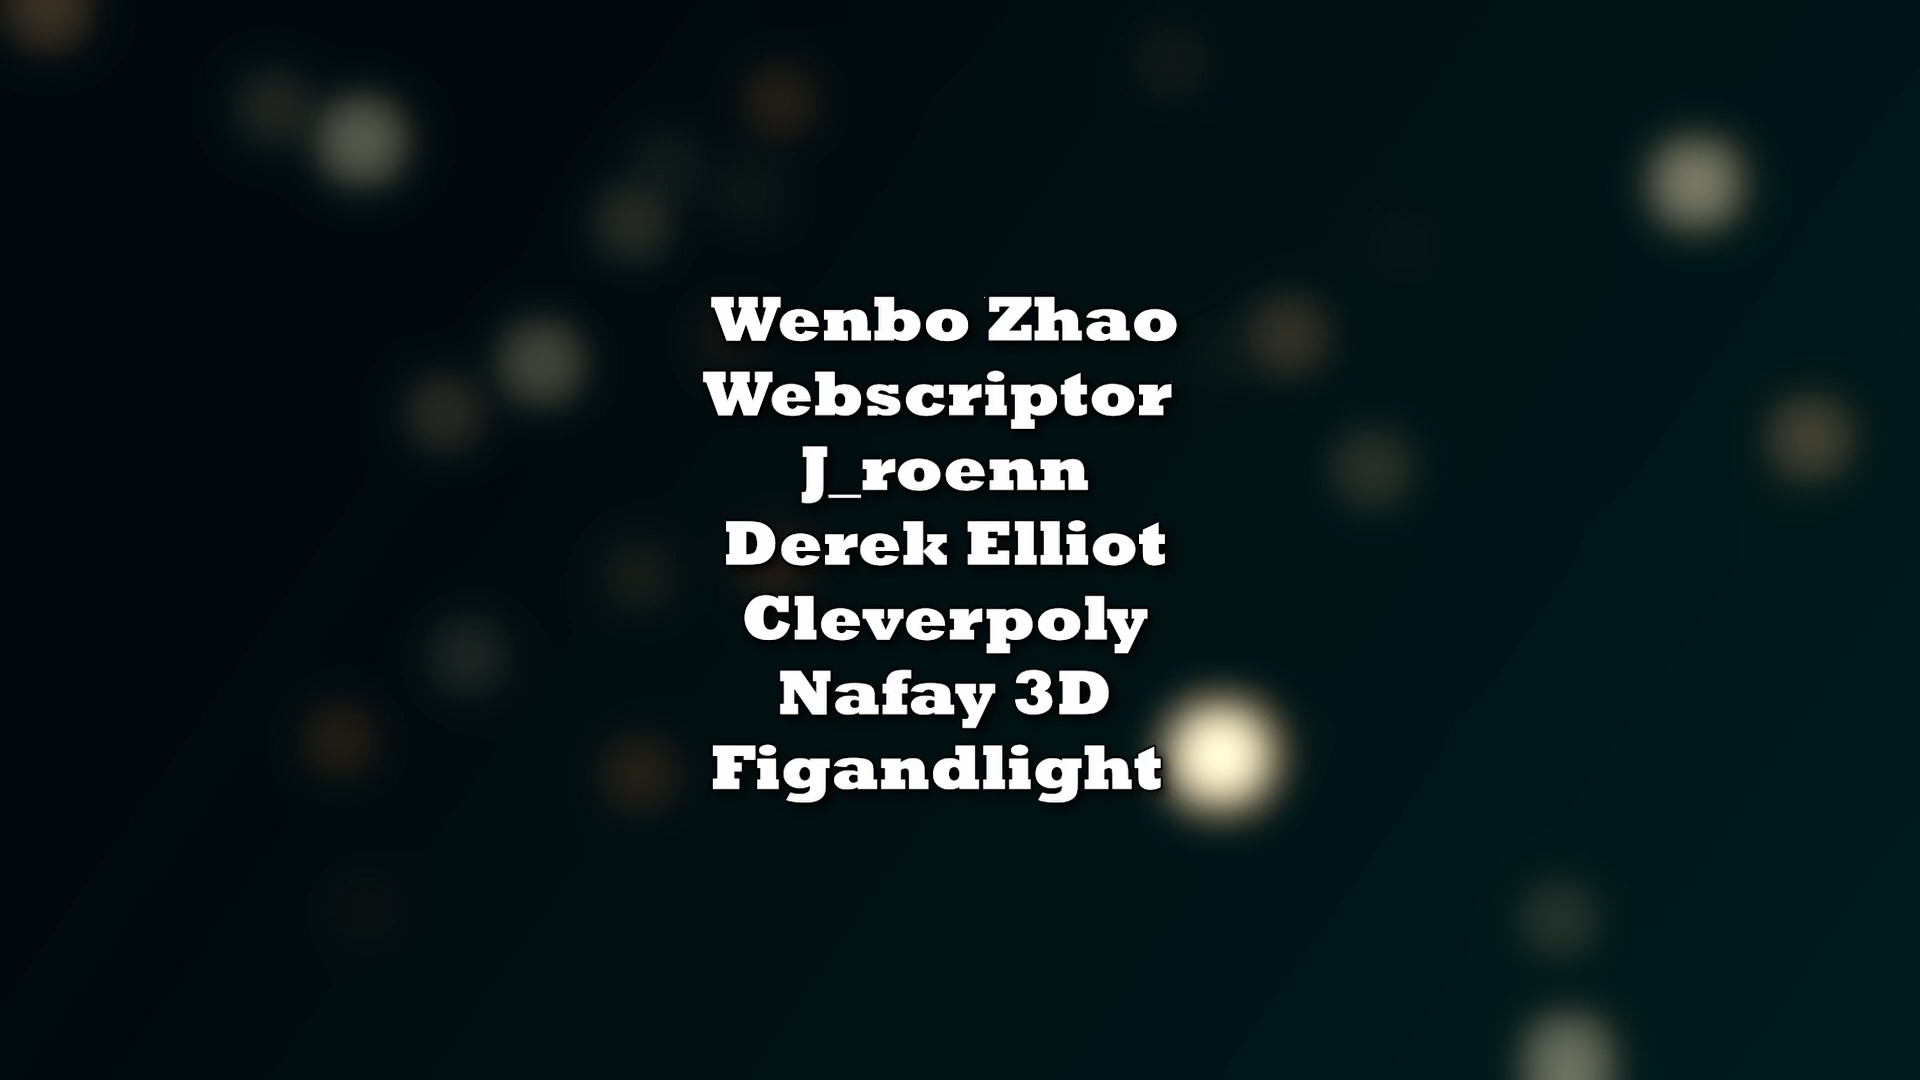 Wenbo Zhao
Webscriptor
J_roenn
Derek Elliot
Cleverpoly
Nafay 3D
Figandlight